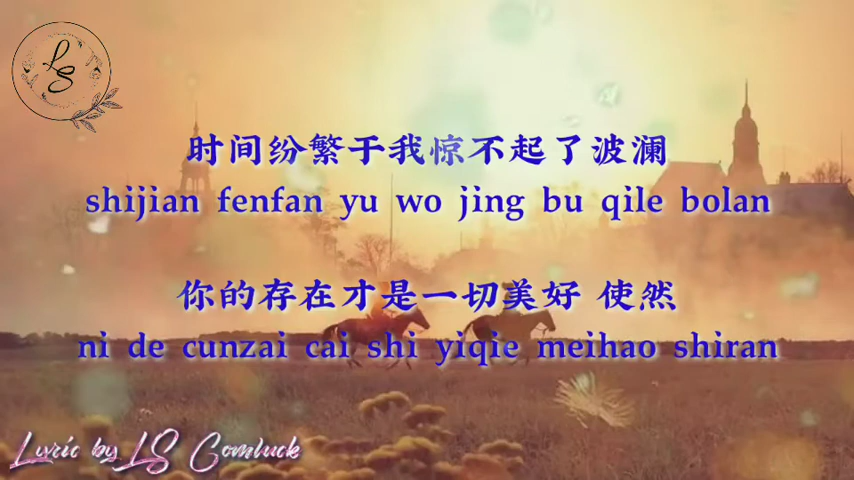 LS
时间纷繁于我惊不起了波澜
shijian fenfan yu wo jing bu qile bolan
你的存在才是一切美好 使然
ni de cunzai cai shi yiqie meihao shiran
Lyric by LS Comluck